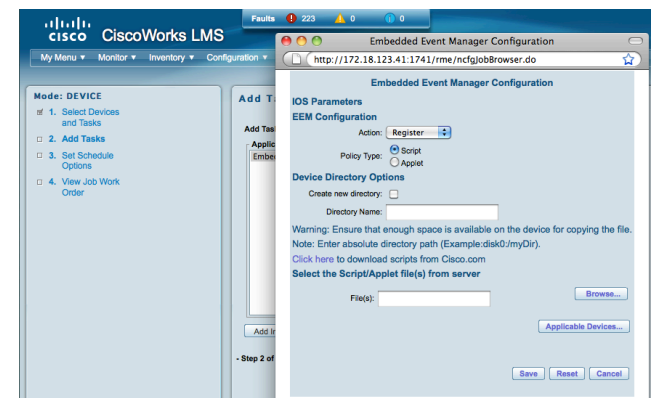 Faults 223 0 0
cisco CiscoWorks LMS
My Menu Monitor Inventory Configuration
Mode: DEVICE
1. Select Devices
and Tasks
2. Add Tasks
3. Set Schedule
Options
4. View Job Work
Order
Add T
Add Tas
Applic
Embe
Add In
- Step 2 of
Embedded Event Manager Configuration
http://172.18.123.41:1741/rme/ncfgJobBrowser.do
Embedded Event Manager Configuration
IOS Parameters
EEM Configuration
Action: Register
Policy Type: Script
Applet
Device Directory Options
Create new directory:
Directory Name:
Warning: Ensure that enough space is available on the device for copying the file.
Note: Enter absolute directory path (Example:disk0:/myDir).
Click here to download scripts from Cisco.com
Select the Script/Applet file(s) from server
File(s): Browse...
Applicable Devices...
Save Reset Cancel